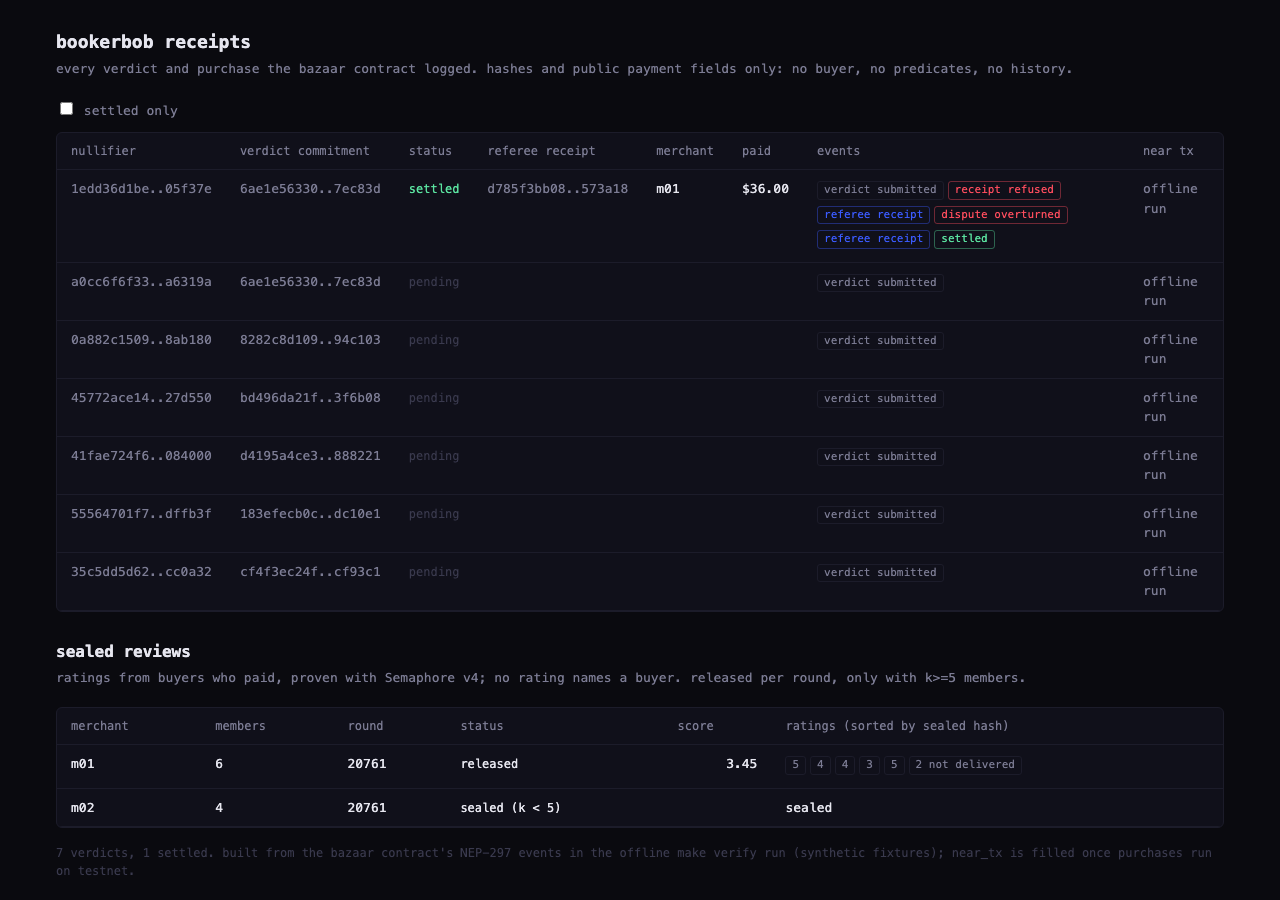 bookerbob receipts
every verdict and purchase the bazaar contract logged. hashes and public payment fields only: no buyer, no predicates, no history.
settled only
nullifier verdict commitment status referee receipt merchant paid events near tx
1edd36d1be..05f37e 6ae1e56330..7ec83d settled d785f3bb08..573a18 m01 $36.00 verdict submitted receipt refused offline
referee receipt dispute overturned run
referee receipt settled
a0cc6f6f33..a6319a 6ae1e56330..7ec83d pending verdict submitted offline
run
0a882c1509..8ab180 8282c8d109..94c103 pending verdict submitted offline
run
45772ace14..27d550 bd496da21f..3f6b08 pending verdict submitted offline
run
41fae724f6..084000 d4195a4ce3..888221 pending verdict submitted offline
run
55564701f7..dffb3f 183efecb0c..dc10e1 pending verdict submitted offline
run
35c5dd5d62..cc0a32 cf4f3ec24f..cf93c1 pending verdict submitted offline
run
sealed reviews
ratings from buyers who paid, proven with Semaphore v4; no rating names a buyer. released per round, only with k>=5 members.
merchant members round status score ratings (sorted by sealed hash)
m01 6 20761 released 3.45 5 4 4 3 5 2 not delivered
m02 4 20761 sealed (k < 5) sealed
7 verdicts, 1 settled. built from the bazaar contract's NEP-297 events in the offline make verify run (synthetic fixtures); near_tx is filled once purchases run
on testnet.